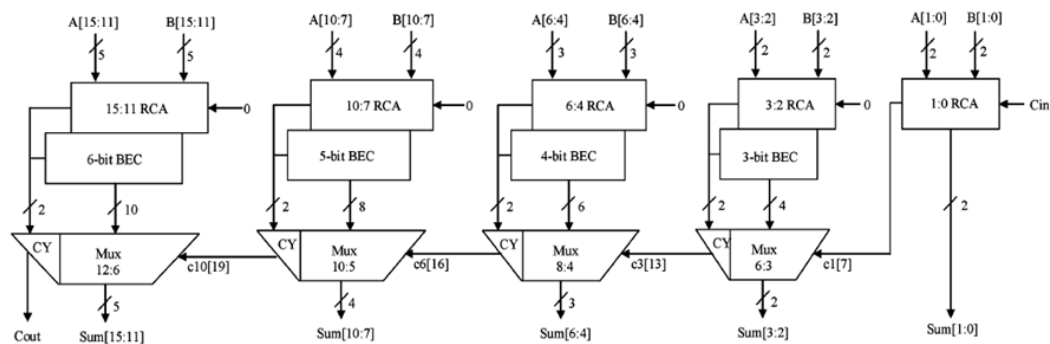 A[15:11] B[15:11] A[10:7] B[10:7] A[6:4] B[6:4] A[3:2] B[3:2] A[1:0] B[1:0]
5 5 4 4 3 3 2 2 2 2
15:11 RCA 0 10:7 RCA 0 6:4 RCA 0 3:2 RCA 0 1:0 RCA Cin
6-bit BEC 5-bit BEC 4-bit BEC 3-bit BEC
2 10 2 8 2 6 2 4 2
CY Mux CY Mux CY Mux CY Mux
12:6 c10[19] 10:5 c6[16] 8:4 c3[13] 6:3 c1[7]
5 4 3 2
Cout Sum[15:11] Sum[10:7] Sum[6:4] Sum[3:2] Sum[1:0]